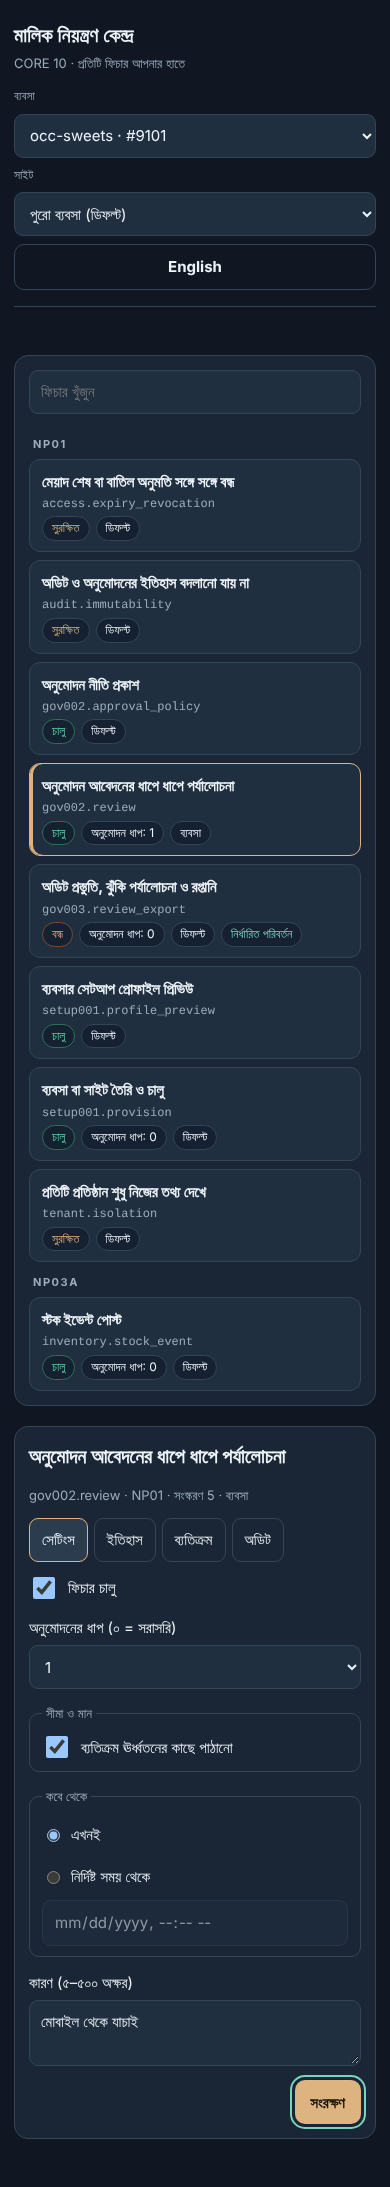 মালিক নিয়ন্ত্রণ কেন্দ্র
CORE 10 · প্রতিটি ফিচার আপনার হাতে
ব্যবসা
occ-sweets · #9101
সাইট
পুরো ব্যবসা (ডিফল্ট)
English
ফিচার খুঁজুন
NP01
মেয়াদ শেষ বা বাতিল অনুমতি সঙ্গে সঙ্গে বন্ধ
access.expiry_revocation
সুরক্ষিত ডিফল্ট
অডিট ও অনুমোদনের ইতিহাস বদলানো যায় না
audit.immutability
সুরক্ষিত ডিফল্ট
অনুমোদন নীতি প্রকাশ
gov002.approval_policy
চালু ডিফল্ট
অনুমোদন আবেদনের ধাপে ধাপে পর্যালোচনা
gov002.review
চালু অনুমোদন ধাপ: 1 ব্যবসা
অডিট প্রস্তুতি, ঝুঁকি পর্যালোচনা ও রপ্তানি
gov003.review_export
বন্ধ অনুমোদন ধাপ: 0 ডিফল্ট নির্ধারিত পরিবর্তন
ব্যবসার সেটআপ প্রোফাইল প্রিভিউ
setup001.profile_preview
চালু ডিফল্ট
ব্যবসা বা সাইট তৈরি ও চালু
setup001.provision
চালু অনুমোদন ধাপ: 0 ডিফল্ট
প্রতিটি প্রতিষ্ঠান শুধু নিজের তথ্য দেখে
tenant.isolation
সুরক্ষিত ডিফল্ট
NP03A
স্টক ইভেন্ট পোস্ট
inventory.stock_event
চালু অনুমোদন ধাপ: 0 ডিফল্ট
অনুমোদন আবেদনের ধাপে ধাপে পর্যালোচনা
gov002.review · NP01 · সংস্করণ 5 · ব্যবসা
সেটিংস ইতিহাস ব্যতিক্রম অডিট
ফিচার চালু
অনুমোদনের ধাপ (০ = সরাসরি)
1
সীমা ও মান
ব্যতিক্রম ঊর্ধ্বতনের কাছে পাঠানো
কবে থেকে
এখনই
নির্দিষ্ট সময় থেকে
mm/dd/yyyy, --:-- --
কারণ (৫–৫০০ অক্ষর)
মোবাইল থেকে যাচাই
সংরক্ষণ